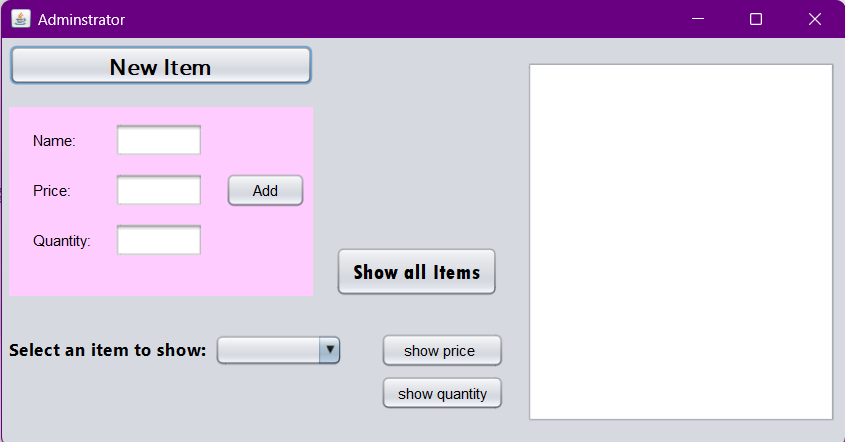 Adminstrator
New Item
Name:
Price:
Add
Quantity:
Show all Items
Select an item to show:
show price
show quantity